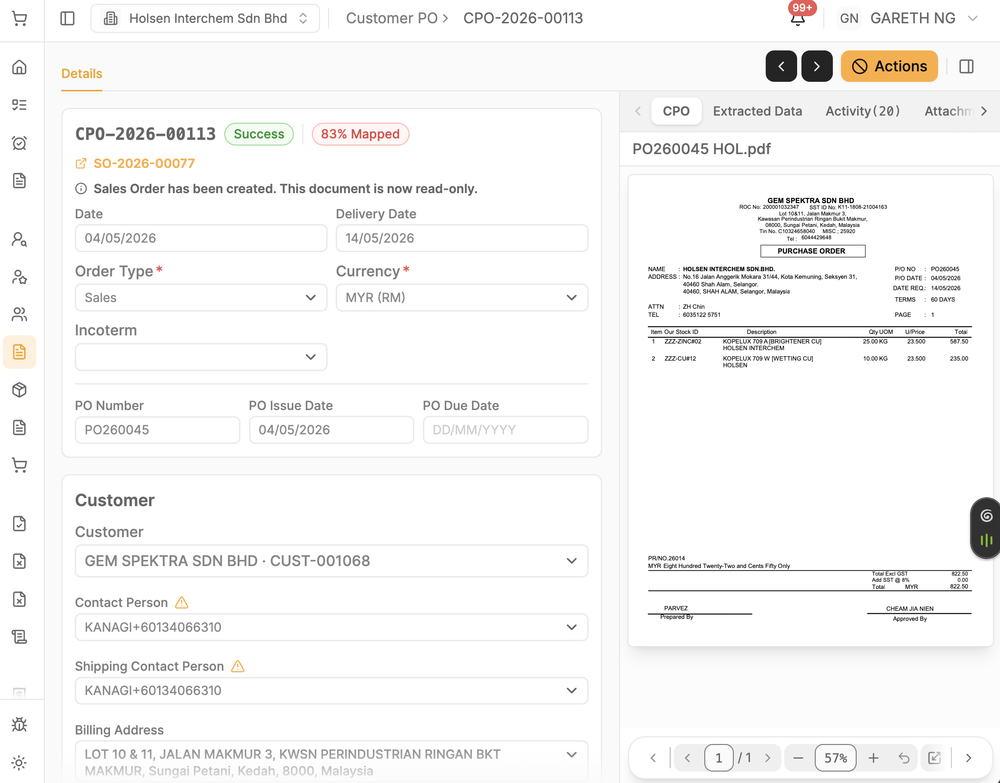 Holsen Interchem Sdn Bhd
Customer PO > CPO-2026-00113
99+
GN GARETH NG
Details
Actions
CPO-2026-00113 Success 83% Mapped
SO-2026-00077
Sales Order has been created. This document is now read-only.
Date
04/05/2026
Delivery Date
14/05/2026
Order Type*
Sales
Currency*
MYR (RM)
Incoterm
PO Number
PO260045
PO Issue Date
04/05/2026
PO Due Date
DD/MM/YYYY
Customer
Customer
GEM SPEKTRA SDN BHD · CUST-001068
Contact Person
KANAGI+60134066310
Shipping Contact Person
KANAGI+60134066310
Billing Address
LOT 10 & 11, JALAN MAKMUR 3, KWSN PERINDUSTRIAN RINGAN BKT
MAKMUR, Sungai Petani, Kedah, 8000, Malaysia
CPO Extracted Data Activity(20) Attachm
PO260045 HOL.pdf
GEM SPEKTRA SDN BHD
ROC No: 200001032347 SST ID No: K11-1808-21004163
Lot 10&11, Jalan Makmur 3,
Kawasan Perindustrian Ringan Bukit Makmur,
08000, Sungai Petani, Kedah, Malaysia
Tin No. C10324658040 MISC ; 25920
Tel : 6044429648
PURCHASE ORDER
NAME : HOLSEN INTERCHEM SDN.BHD.
ADDRESS : No.16 Jalan Anggerik Mokara 31/44, Kota Kemuning, Seksyen 31,
40460 Shah Alam, Selangor.
40460, SHAH ALAM, Selangor, Malaysia
ATTN : ZH Chin
TEL : 6035122 5751
P/O NO : PO260045
P/O DATE : 04/05/2026
DATE REQ.: 14/05/2026
TERMS : 60 DAYS
PAGE : 1
Item Our Stock ID Description Qty UOM U/Price Total
1 ZZZ-ZINC#02 KOPELUX 709 A [BRIGHTENER CU] 25.00 KG 23.500 587.50
HOLSEN INTERCHEM
2 ZZZ-CU#12 KOPELUX 709 W [WETTING CU] 10.00 KG 23.500 235.00
HOLSEN
PR/NO.26014
MYR Eight Hundred Twenty-Two and Cents Fifty Only
Total Excl GST 822.50
Add SST @ 8% 0.00
Total MYR 822.50
PARVEZ
Prepared By
CHEAM JIA NIEN
Approved By
1 / 1 57%